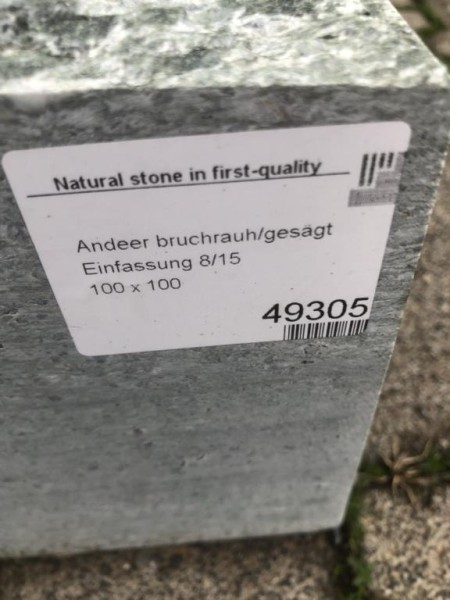 Natural stone in first-quality
Andeer bruchrauh/gesägt
Einfassung 8/15
100 x 100
49305